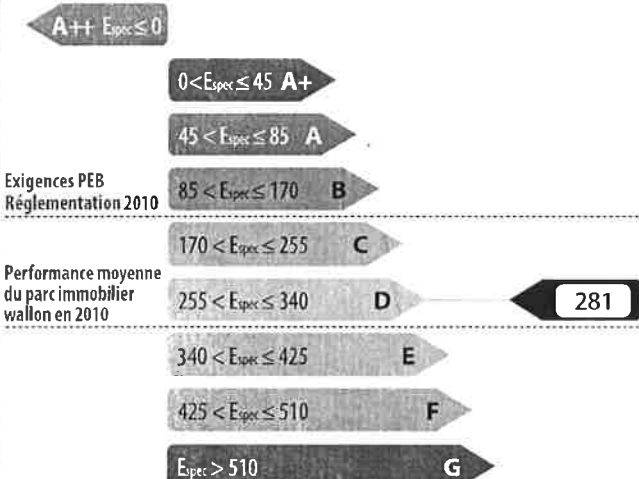 A++ Espec ≤ 0
0 < Espec ≤ 45 A+
45 < Espec ≤ 85 A
Exigences PEB
Réglementation 2010
85 < Espec ≤ 170 B
170 < Espec ≤ 255 C
Performance moyenne
du parc immobilier
wallon en 2010
255 < Espec ≤ 340 D
281
340 < Espec ≤ 425 E
425 < Espec ≤ 510 F
Espec > 510 G